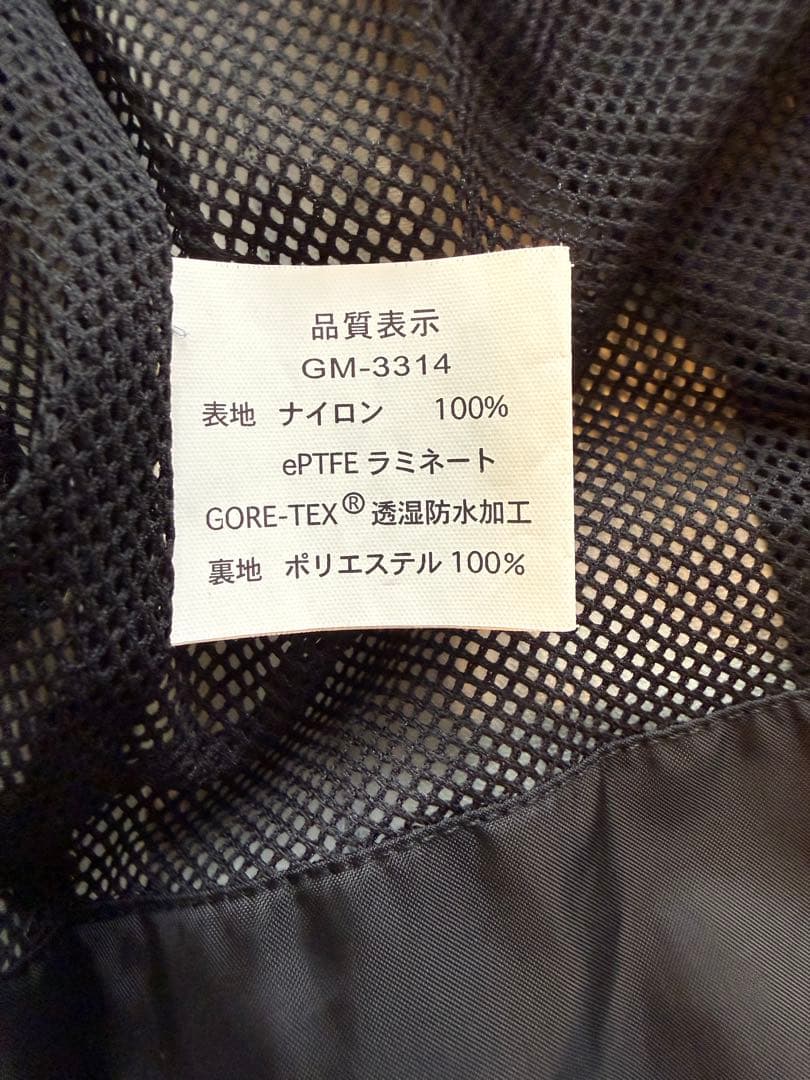 品質表示
GM-3314
表地 ナイロン 100%
ePTFE ラミネート
GORE-TEX® 透湿防水加工
裏地 ポリエステル 100%